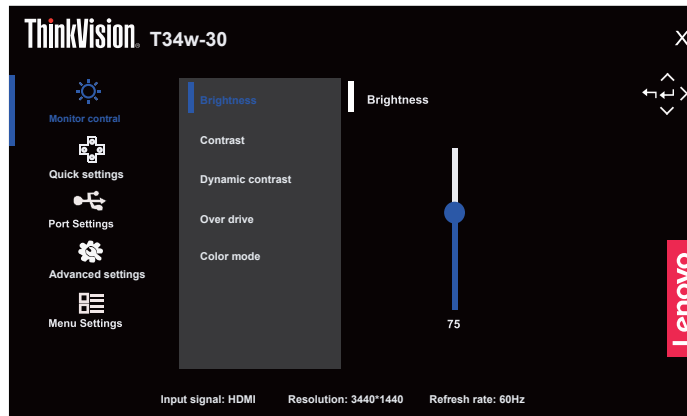 ThinkVision. T34w-30
X
Monitor contral
Quick settings
Port Settings
Advanced settings
Menu Settings
Brightness
Contrast
Dynamic contrast
Over drive
Color mode
Brightness
75
Lenovo
Input signal: HDMI Resolution: 3440*1440 Refresh rate: 60Hz